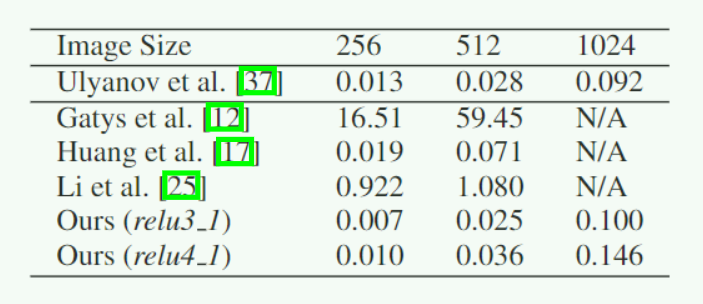 Image Size 256 512 1024
Ulyanov et al. [37] 0.013 0.028 0.092
Gatys et al. [12] 16.51 59.45 N/A
Huang et al. [17] 0.019 0.071 N/A
Li et al. [25] 0.922 1.080 N/A
Ours (relu3_1) 0.007 0.025 0.100
Ours (relu4_1) 0.010 0.036 0.146